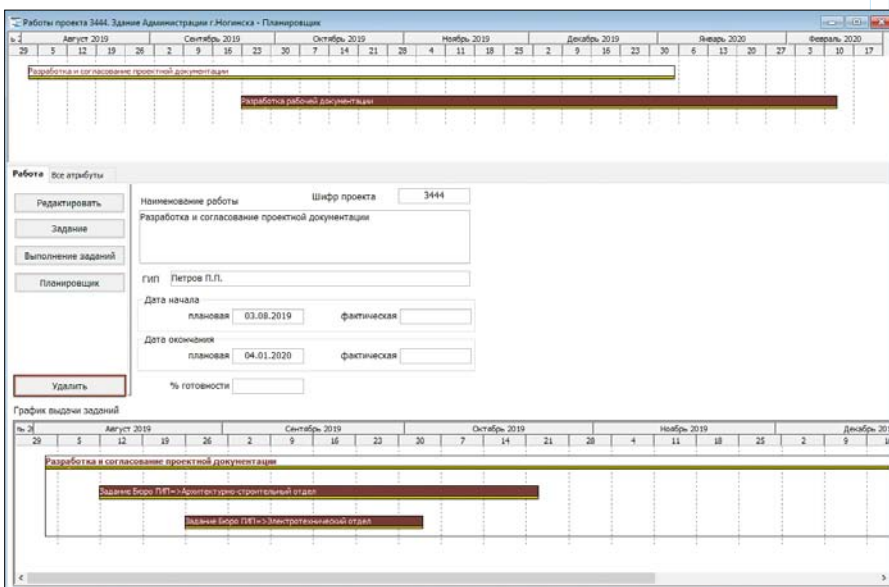 Работы проекта 3444. Здание Администрации г.Ногинска - Планировщик
ь 2 Август 2019 Сентябрь 2019 Октябрь 2019 Ноябрь 2019 Декабрь 2019 Январь 2020 Февраль 2020
29 5 12 19 26 2 9 16 23 30 7 14 21 28 4 11 18 25 2 9 16 23 30 6 13 20 27 3 10 17
Разработка и согласование проектной документации
Разработка рабочей документации
Работа Все атрибуты
Редактировать
Задание
Выполнение заданий
Планировщик
Удалить
Наименование работы Шифр проекта 3444
Разработка и согласование проектной документации
ГИП Петров П.П.
Дата начала
плановая 03.08.2019 фактическая
Дата окончания
плановая 04.01.2020 фактическая
% готовности
График выдачи заданий
ль 20 Август 2019 Сентябрь 2019 Октябрь 2019 Ноябрь 2019 Декабрь 201
29 5 12 19 26 2 9 16 23 30 7 14 21 28 4 11 18 25 2 9 1
Разработка и согласование проектной документации
Задание Бюро ГИП=>Архитектурно-строительный отдел
Задание Бюро ГИП=>Электротехнический отдел